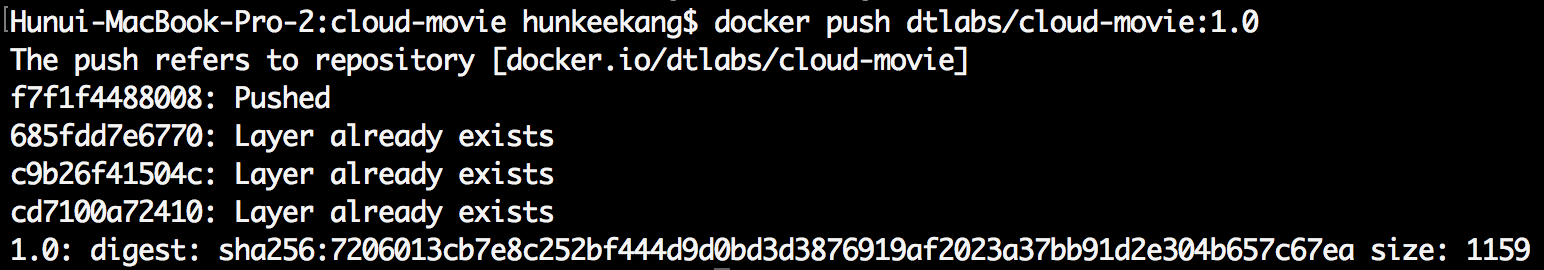 Hunui-MacBook-Pro-2:cloud-movie hunkeekang$ docker push dtlabs/cloud-movie:1.0
The push refers to repository [docker.io/dtlabs/cloud-movie]
f7f1f4488008: Pushed
685fdd7e6770: Layer already exists
c9b26f41504c: Layer already exists
cd7100a72410: Layer already exists
1.0: digest: sha256:7206013cb7e8c252bf444d9d0bd3d3876919af2023a37bb91d2e304b657c67ea size: 1159